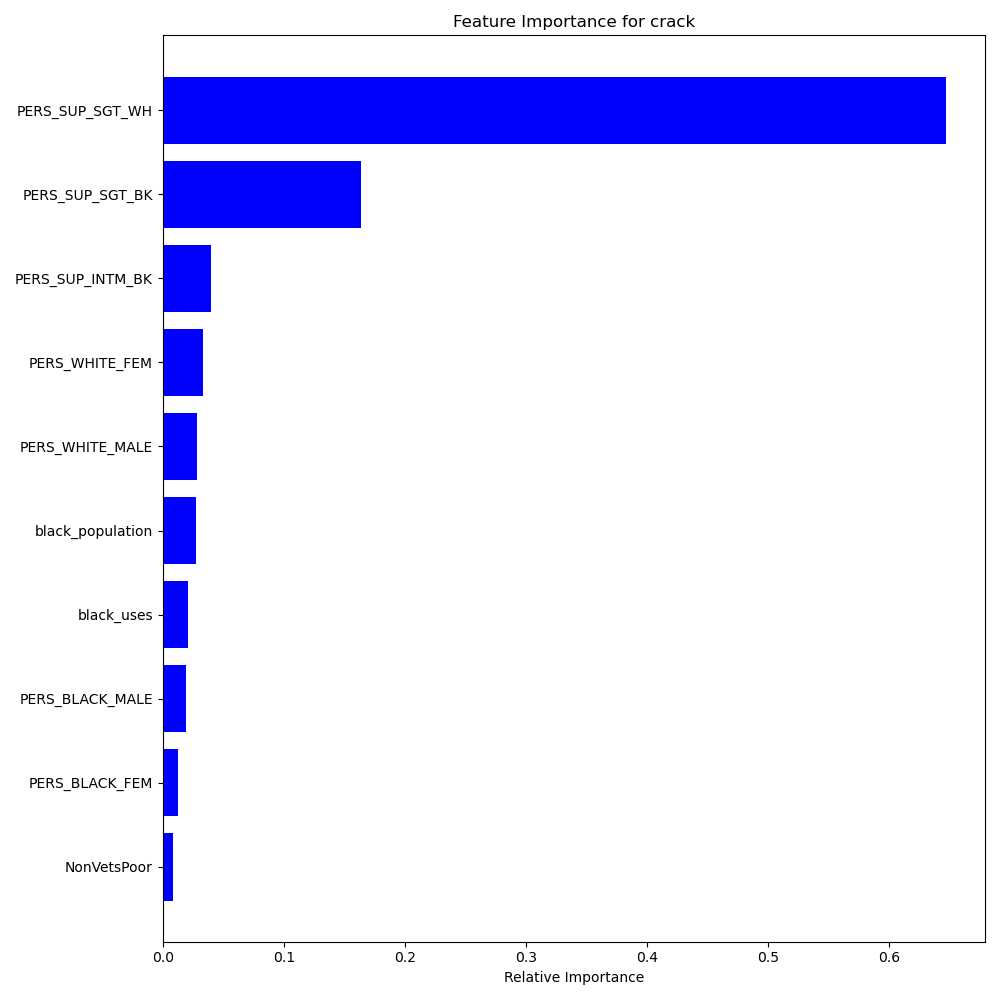 Feature Importance for crack
PERS_SUP_SGT_WH
PERS_SUP_SGT_BK
PERS_SUP_INTM_BK
PERS_WHITE_FEM
PERS_WHITE_MALE
black_population
black_uses
PERS_BLACK_MALE
PERS_BLACK_FEM
NonVetsPoor
0.0 0.1 0.2 0.3 0.4 0.5 0.6
Relative Importance